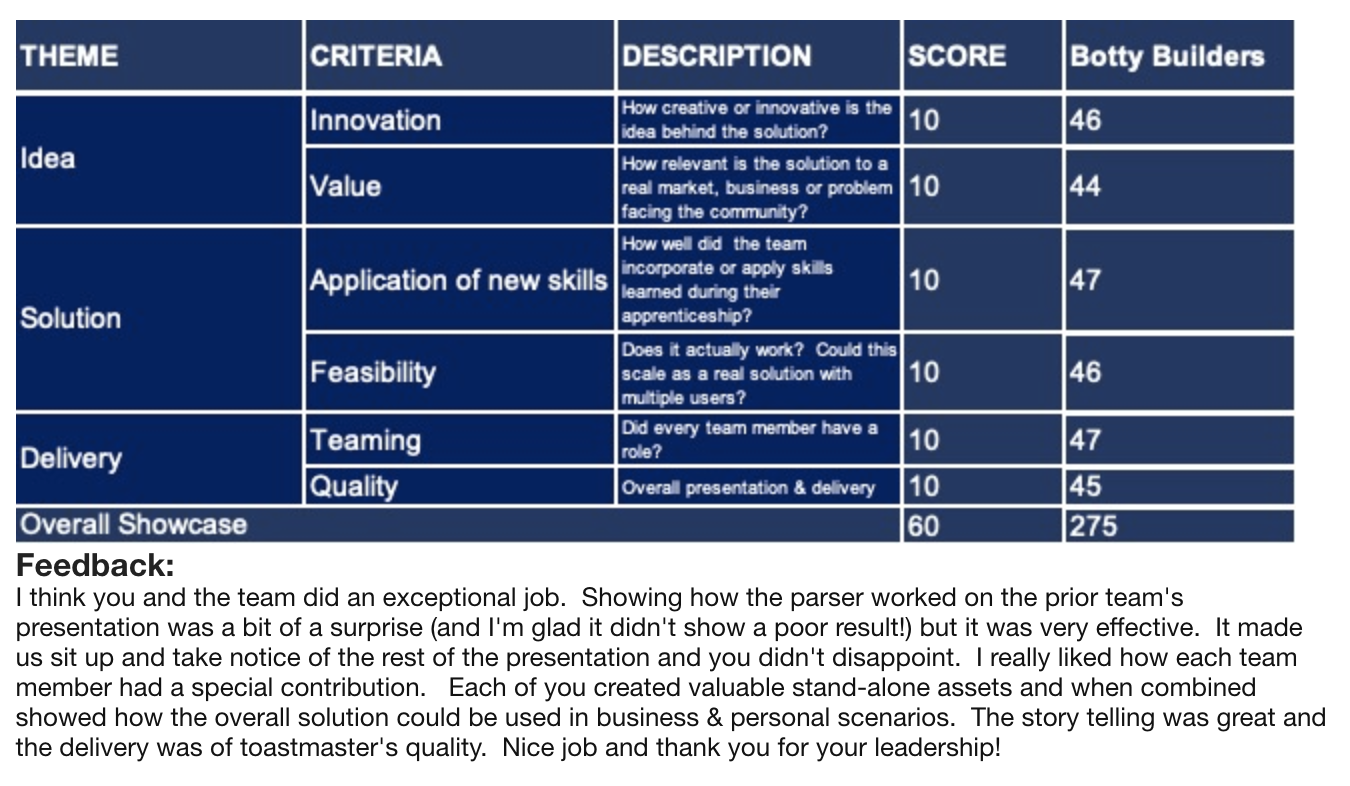 THEME CRITERIA DESCRIPTION SCORE Botty Builders
Idea
Innovation
How creative or innovative is the
idea behind the solution?
10 46
Value
How relevant is the solution to a
real market, business or problem
facing the community?
10 44
Solution
Application of new skills
How well did the team
incorporate or apply skills
learned during their
apprenticeship?
10 47
Feasibility
Does it actually work? Could this
scale as a real solution with
multiple users?
10 46
Delivery
Teaming
Did every team member have a
role?
10 47
Quality
Overall presentation & delivery
10 45
Overall Showcase 60 275
Feedback:
I think you and the team did an exceptional job. Showing how the parser worked on the prior team's
presentation was a bit of a surprise (and I'm glad it didn't show a poor result!) but it was very effective. It made
us sit up and take notice of the rest of the presentation and you didn't disappoint. I really liked how each team
member had a special contribution. Each of you created valuable stand-alone assets and when combined
showed how the overall solution could be used in business & personal scenarios. The story telling was great and
the delivery was of toastmaster's quality. Nice job and thank you for your leadership!